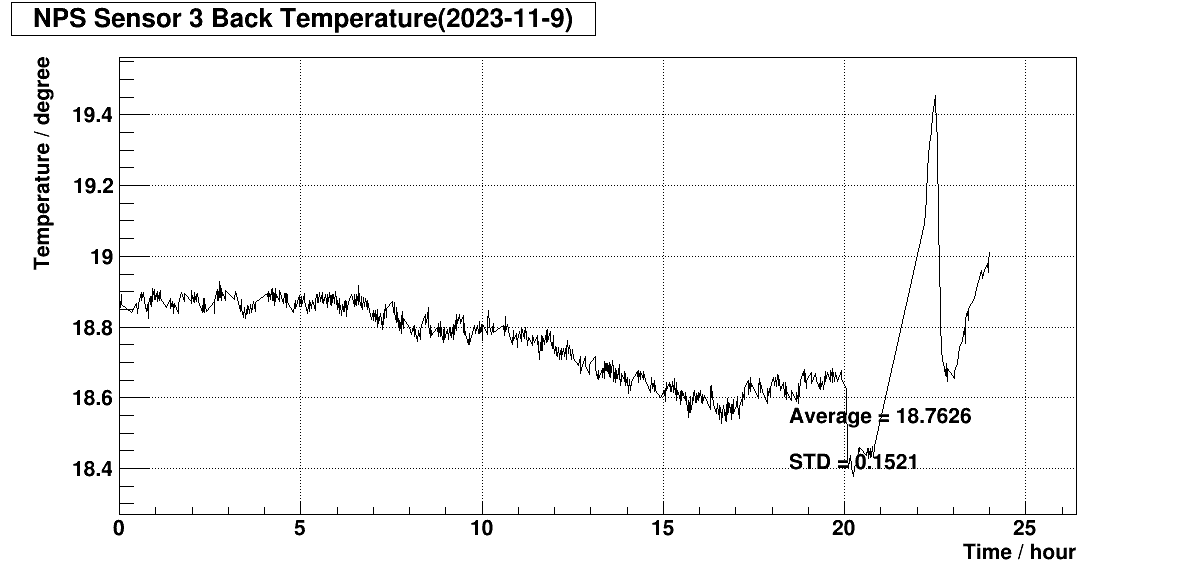 NPS Sensor 3 Back Temperature(2023-11-9)
Temperature / degree
19.4
19.2
19
18.8
18.6
18.4
Average = 18.7626
STD = 0.1521
0 5 10 15 20 25
Time / hour